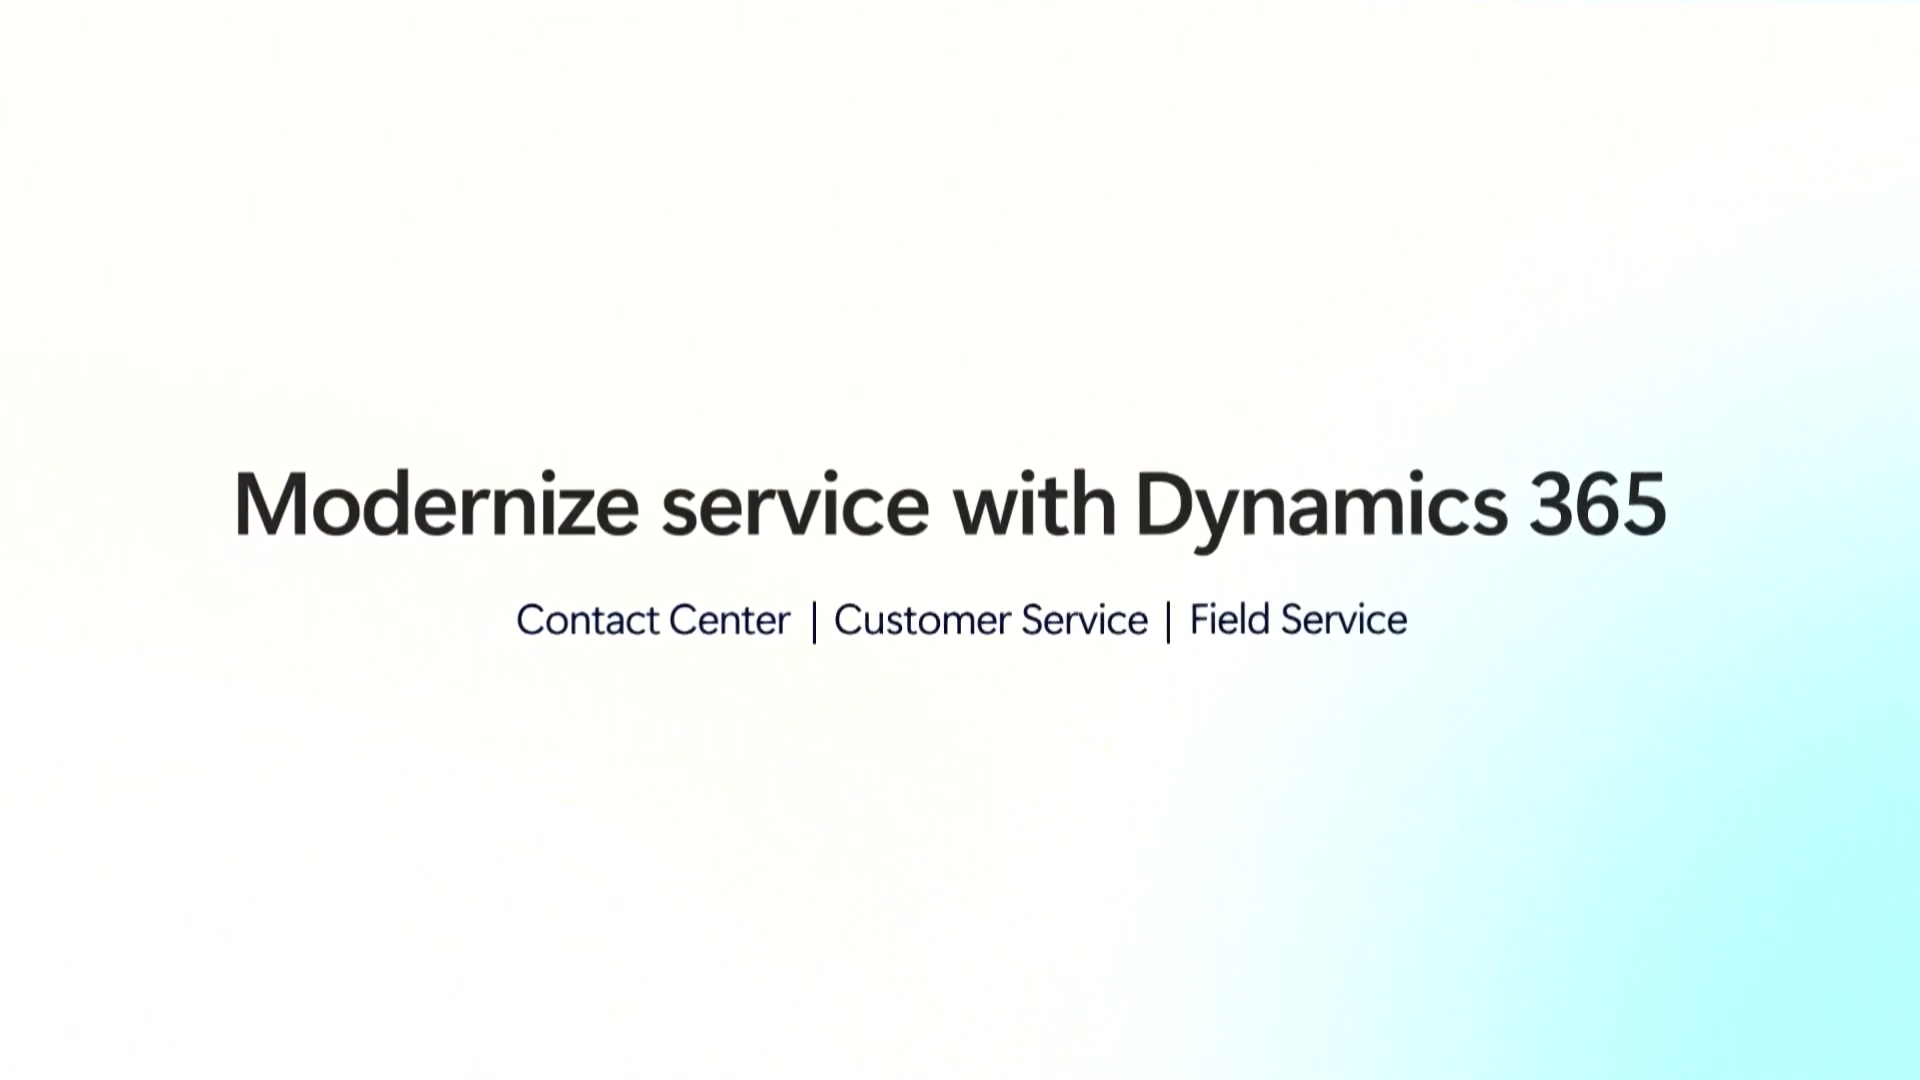 Modernize service with Dynamics 365
Contact Center | Customer Service | Field Service